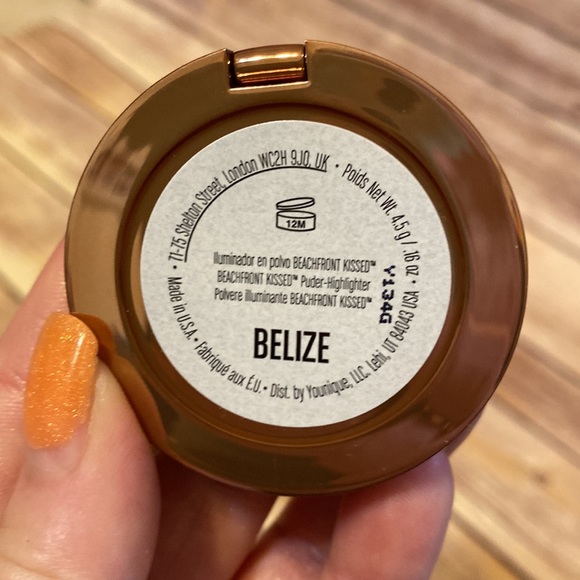 71-75 Shelton Street, London WC2H 9JQ, UK • Poids Net Wt. 4.5 g / .16 oz.
12M
Iluminador en polvo BEACHFRONT KISSED™
BEACHFRONT KISSED™ Puder-Highlighter
Polvere illuminante BEACHFRONT KISSED™
Y134G
BELIZE
• Made in U.S.A. • Fabriqué aux É.U. • Dist. by Younique, LLC. Lehi, UT 84043 USA •